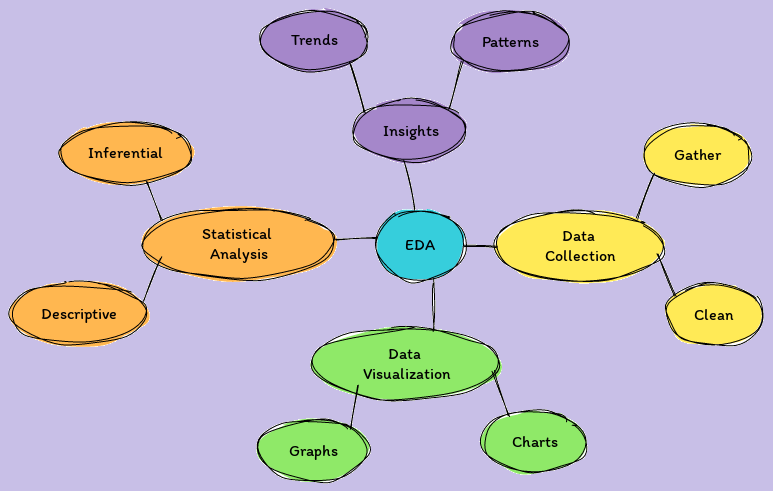 Trends
Patterns
Insights
Inferential
Gather
Statistical
Analysis
EDA
Data
Collection
Descriptive
Clean
Data
Visualization
Graphs
Charts